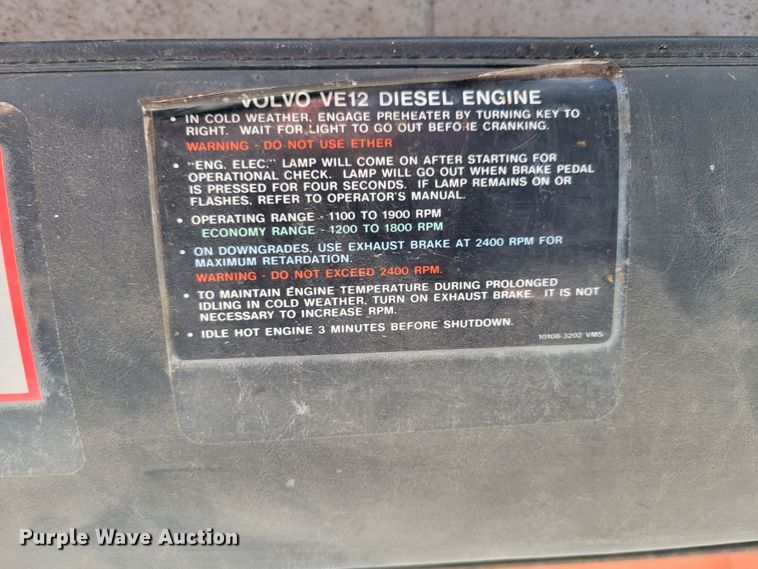 VOLVO VE12 DIESEL ENGINE
• IN COLD WEATHER, ENGAGE PREHEATER BY TURNING KEY TO
RIGHT. WAIT FOR LIGHT TO GO OUT BEFORE CRANKING.
WARNING - DO NOT USE ETHER
• "ENG. ELEC." LAMP WILL COME ON AFTER STARTING FOR
OPERATIONAL CHECK. LAMP WILL GO OUT WHEN BRAKE PEDAL
IS PRESSED FOR FOUR SECONDS. IF LAMP REMAINS ON OR
FLASHES, REFER TO OPERATOR'S MANUAL.
• OPERATING RANGE - 1100 TO 1900 RPM
ECONOMY RANGE - 1200 TO 1800 RPM
• ON DOWNGRADES, USE EXHAUST BRAKE AT 2400 RPM FOR
MAXIMUM RETARDATION.
WARNING - DO NOT EXCEED 2400 RPM.
• TO MAINTAIN ENGINE TEMPERATURE DURING PROLONGED
IDLING IN COLD WEATHER, TURN ON EXHAUST BRAKE. IT IS NOT
NECESSARY TO INCREASE RPM.
• IDLE HOT ENGINE 3 MINUTES BEFORE SHUTDOWN.
10108-3202 VMS
Purple Wave Auction